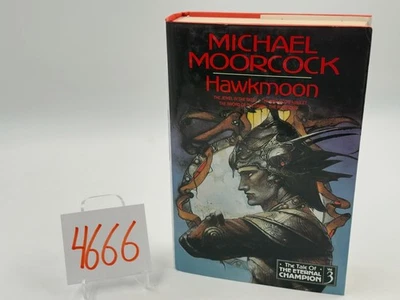 MICHAEL
MOORCOCK
Hawkmoon
The Tale Of
THE ETERNAL
CHAMPION
3
4666